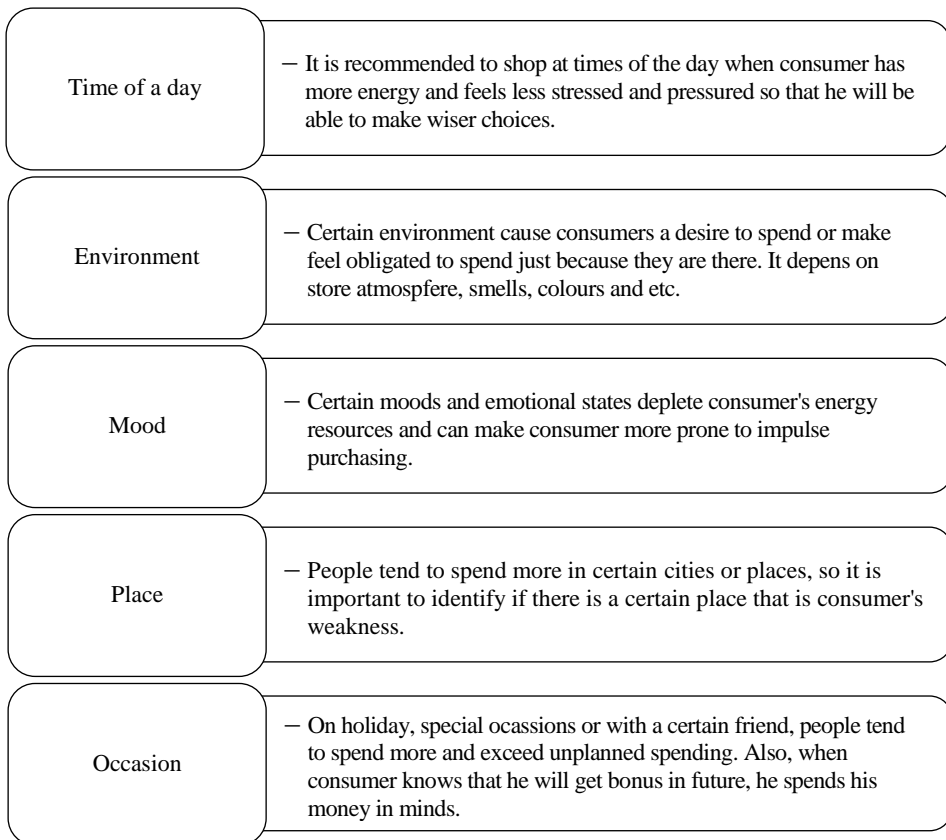 Time of a day
– It is recommended to shop at times of the day when consumer has
more energy and feels less stressed and pressured so that he will be
able to make wiser choices.
Environment
– Certain environment cause consumers a desire to spend or make
feel obligated to spend just because they are there. It depens on
store atmospfere, smells, colours and etc.
Mood
– Certain moods and emotional states deplete consumer's energy
resources and can make consumer more prone to impulse
purchasing.
Place
– People tend to spend more in certain cities or places, so it is
important to identify if there is a certain place that is consumer's
weakness.
Occasion
– On holiday, special ocassions or with a certain friend, people tend
to spend more and exceed unplanned spending. Also, when
consumer knows that he will get bonus in future, he spends his
money in minds.